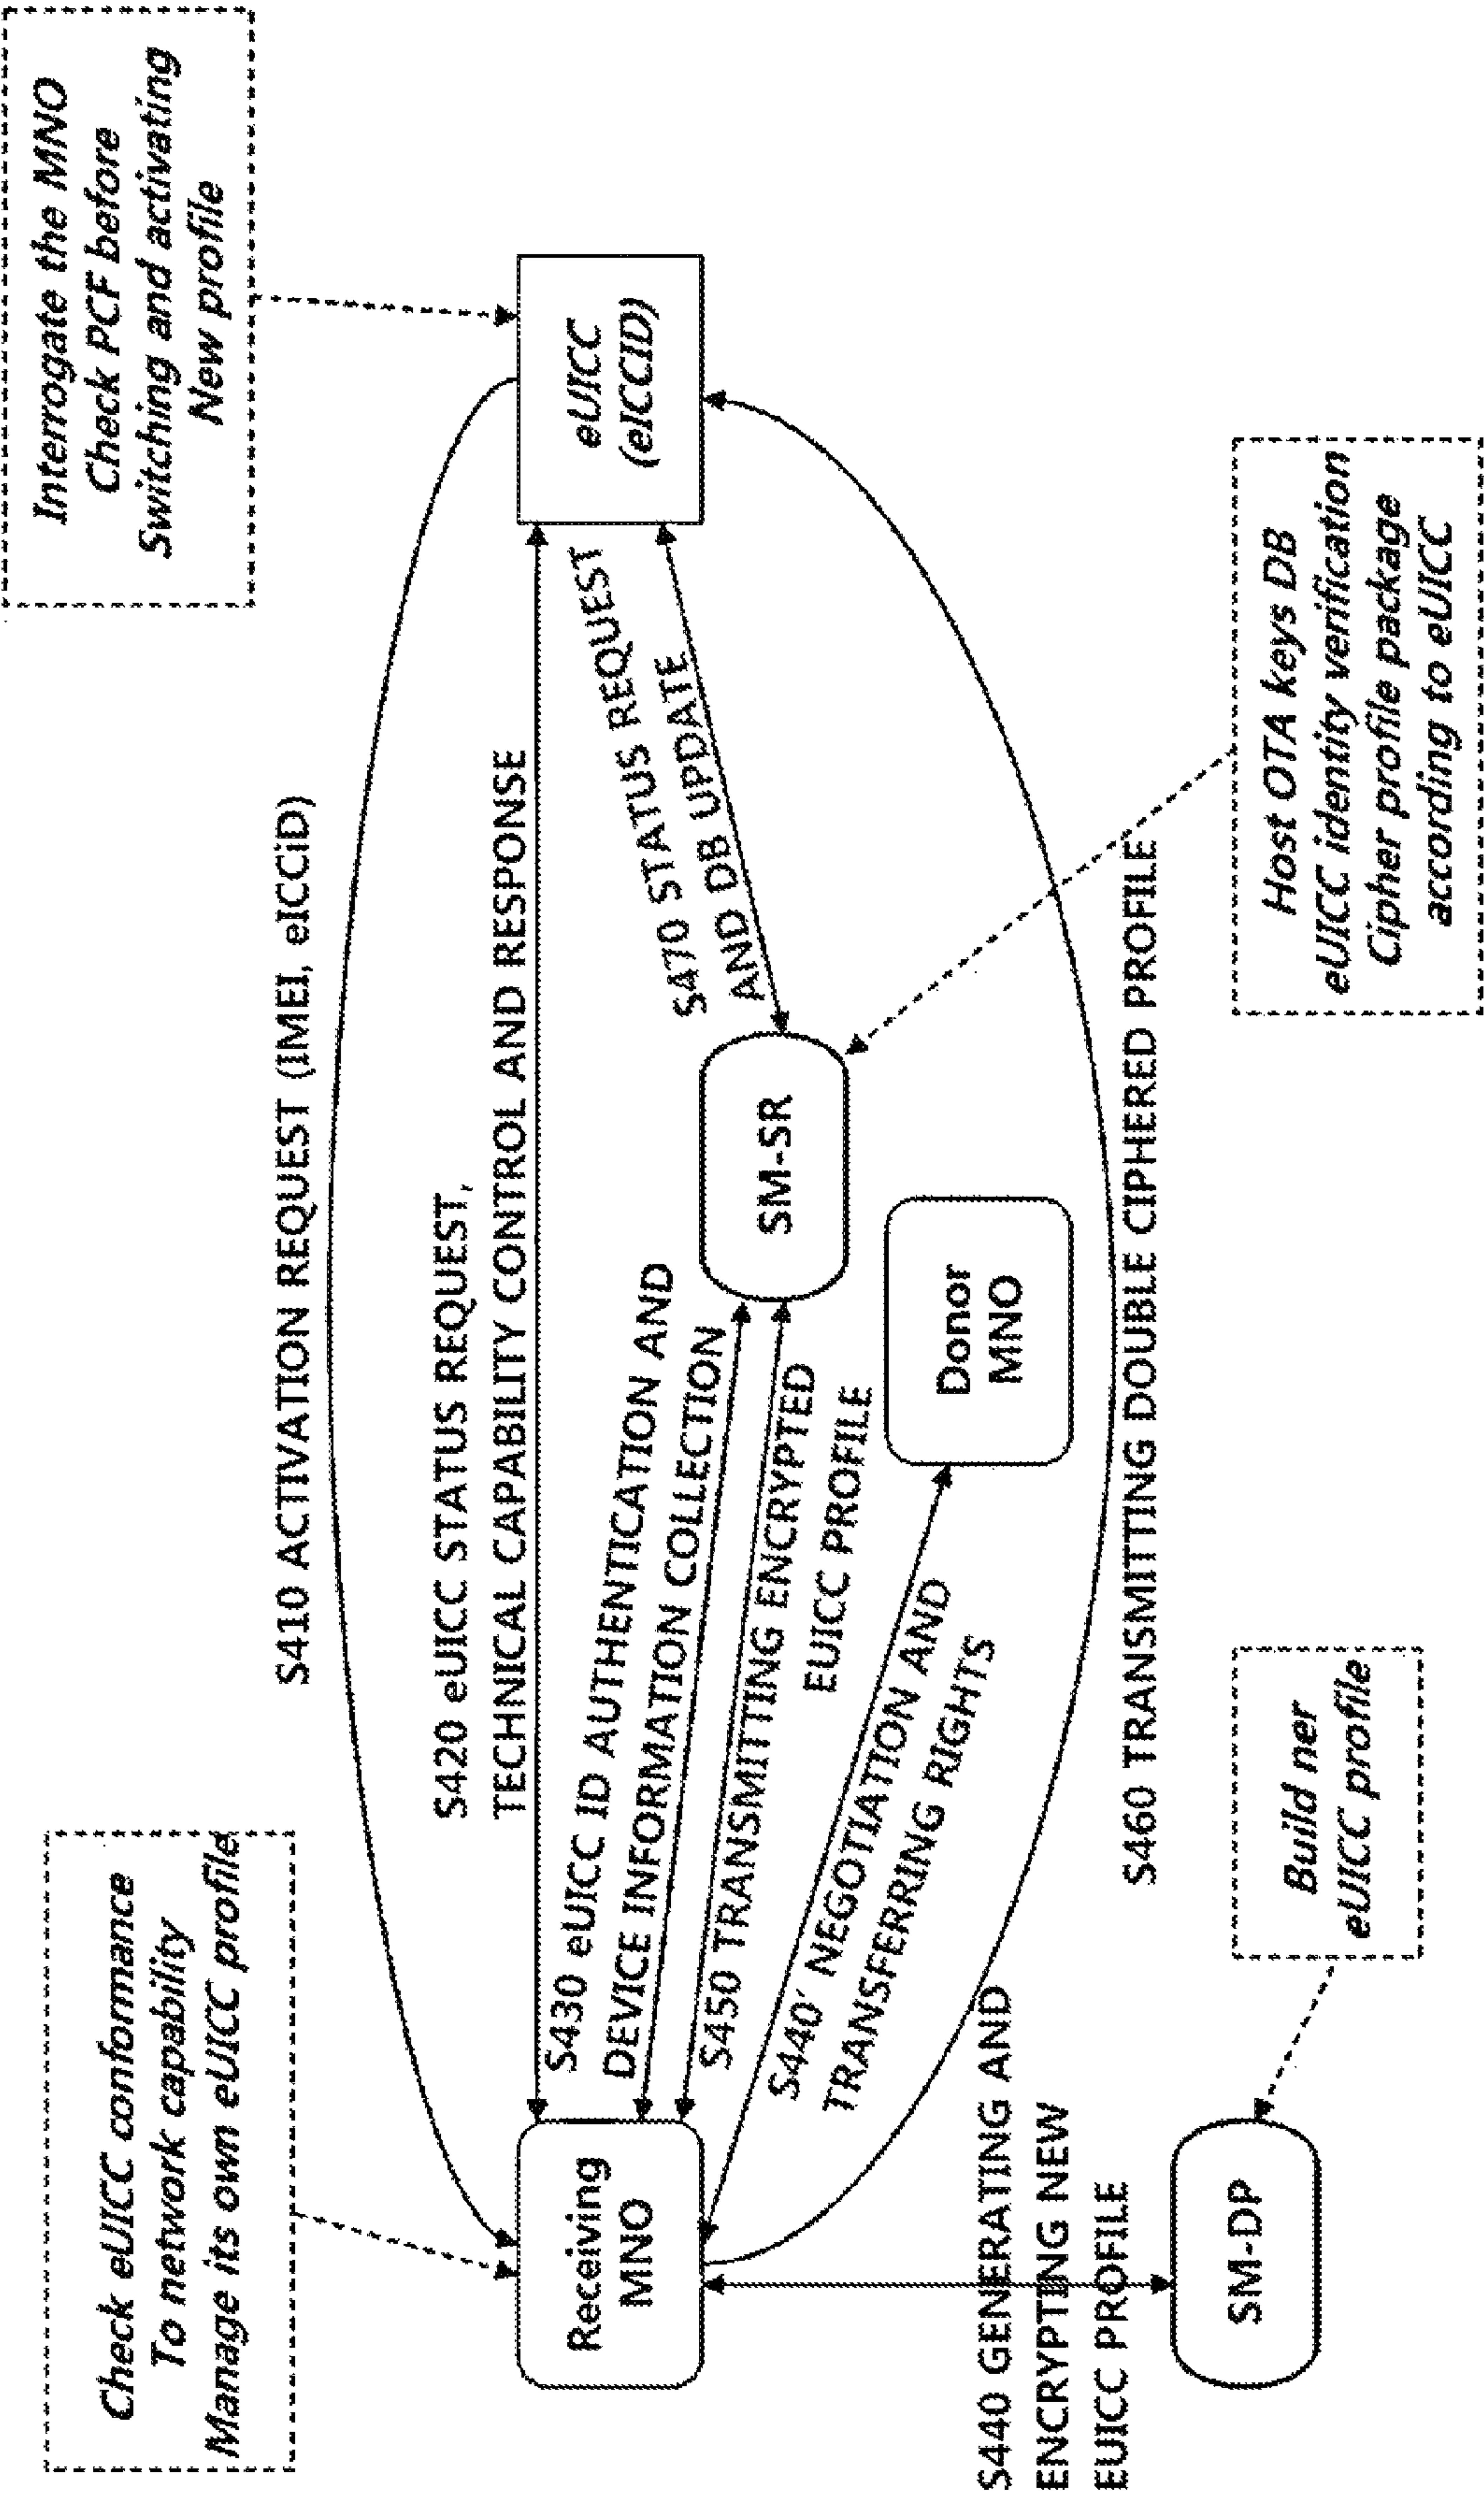 Check eUICC conformance
To network capability
Manage its own eUICC profile
Interrogate the MNO
Check PCF before
Switching and activating
New profile
S410 ACTIVATION REQUEST (IMEI, eICCiD)
S420 eUICC STATUS REQUEST,
TECHNICAL CAPABILITY CONTROL AND RESPONSE
Receiving
MNO
eUICC
(eICCID)
S430 eUICC ID AUTHENTICATION AND
DEVICE INFORMATION COLLECTION
S470 STATUS REQUEST
AND DB UPDATE
SM-SR
S450 TRANSMITTING ENCRYPTED
EUICC PROFILE
S440' NEGOTIATION AND
TRANSFERRING RIGHTS
Donor
MNO
S440 GENERATING AND
ENCRYPTING NEW
EUICC PROFILE
S460 TRANSMITTING DOUBLE CIPHERED PROFILE
SM-DP
Build ner
eUICC profile
Host OTA keys DB
eUICC identity verification
Cipher profile package
according to eUICC